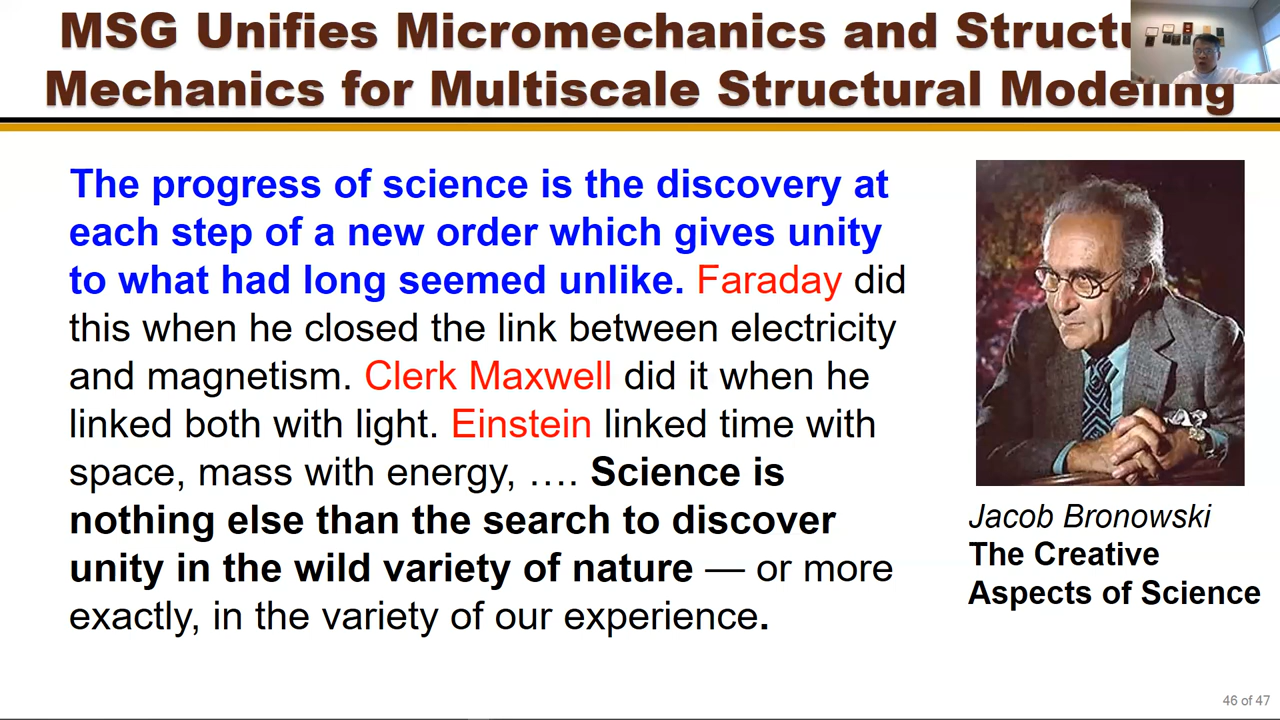 MSG Unifies Micromechanics and
Mechanics for Multiscale Structural Modeling
The progress of science is the discovery at
each step of a new order which gives unity
to what had long seemed unlike. Faraday did
this when he closed the link between electricity
and magnetism. Clerk Maxwell did it when he
linked both with light. Einstein linked time with
space, mass with energy, …. Science is
nothing else than the search to discover
unity in the wild variety of nature — or more
exactly, in the variety of our experience.
Jacob Bronowski
The Creative
Aspects of Science
46 of 47